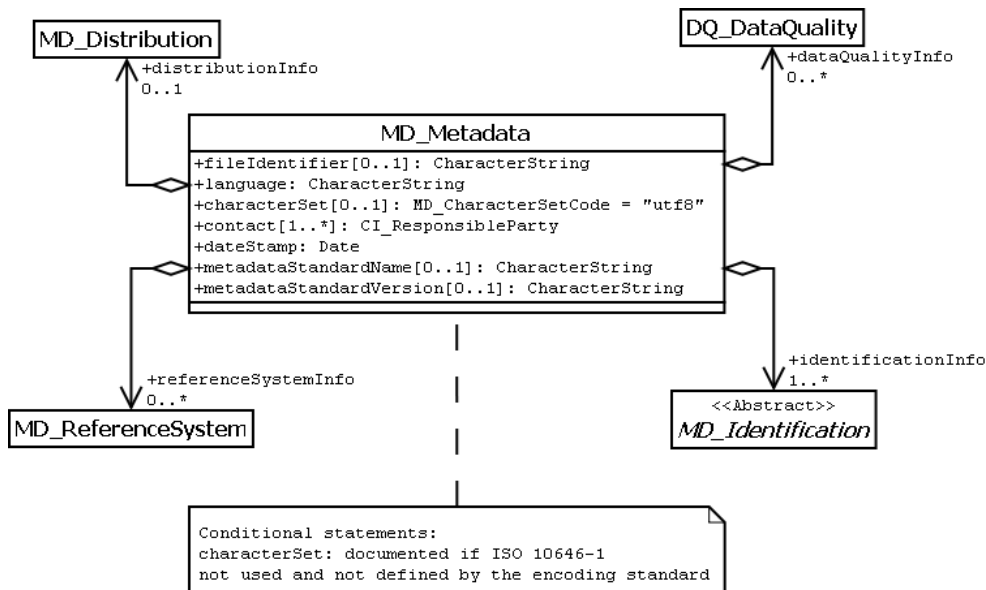 MD_Distribution
+distributionInfo
0..1
DQ_DataQuality
+dataQualityInfo
0..*
MD_Metadata
+fileIdentifier[0..1]: CharacterString
+language: CharacterString
+characterSet[0..1]: MD_CharacterSetCode = "utf8"
+contact[1..*]: CI_ResponsibleParty
+dateStamp: Date
+metadataStandardName[0..1]: CharacterString
+metadataStandardVersion[0..1]: CharacterString
+referenceSystemInfo
0..*
MD_ReferenceSystem
+identificationInfo
1..*
<<Abstract>>
MD_Identification
Conditional statements:
characterSet: documented if ISO 10646-1
not used and not defined by the encoding standard